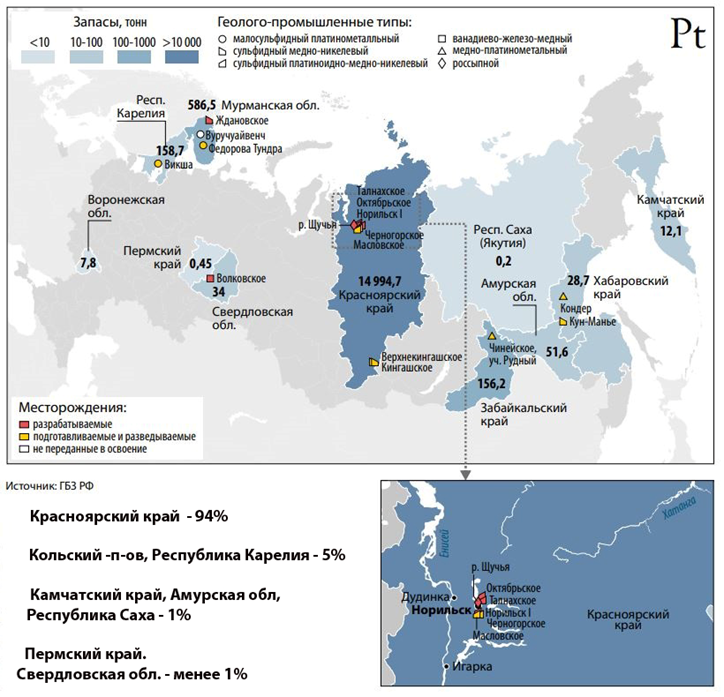 Запасы, тонн
<10
10-100
100-1000
>10 000
Геолого-промышленные типы:
малосульфидный платинометалльный
сульфидный медно-никелевый
сульфидный платиноидно-медно-никелевый
ванадиево-железо-медный
медно-платинометальный
россыпной
Pt
586,5
Мурманская обл.
Ждановское
Вуручуайвенч
Федорова Тундра
Респ.
Карелия
158,7
Викша
Воронежская
обл.
7,8
Пермский
край
0,45
Волковское
34
Свердловская
обл.
Талнахское
Октябрьское
Норильск I
р. Щучья
Черногорское
Масловское
14 994,7
Красноярский
край
Верхнекингашское
Кингашское
Респ. Саха
(Якутия)
0,2
Амурская
обл.
Камчатский
край
12,1
28,7
Хабаровский
край
Кондер
Кун-Манье
51,6
Чинейское,
уч. Рудный
156,2
Забайкальский
край
Месторождения:
разрабатываемые
подготавливаемые и разведываемые
не переданные в освоение
Источник: ГБЗ РФ
Красноярский край - 94%
Кольский -п-ов, Республика Карелия - 5%
Камчатский край, Амурская обл,
Республика Саха - 1%
Пермский край.
Свердловская обл. - менее 1%
Енисей
Хатанга
р. Щучья
Октябрьское
Талнахское
Дудинка
Норильск
Норильск I
Черногорское
Масловское
Игарка
Красноярский
край